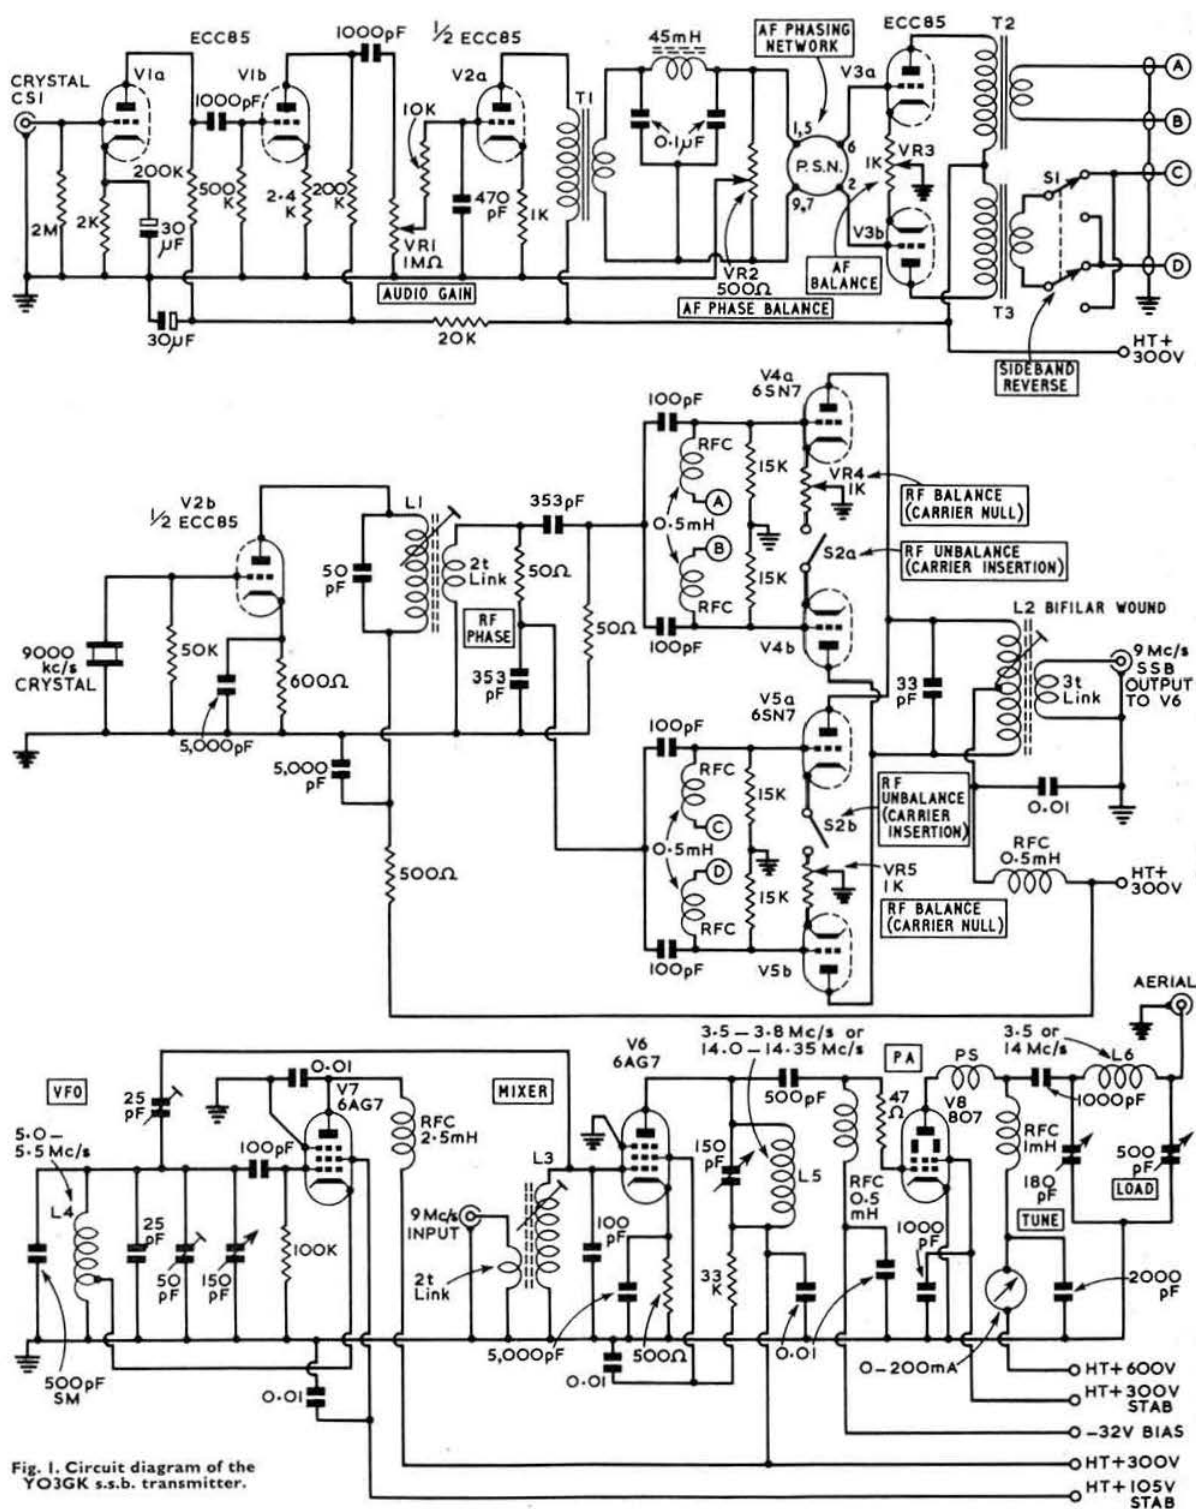 ECC85
1000pF
½ ECC85
45mH
AF PHASING
NETWORK
ECC85
T2
CRYSTAL
CS1
V1a
V1b
V2a
V3a
A
1000pF
10K
T1
0·1µF
1,5
6
P.S.N.
1K
VR3
B
200K
500
K
2·4
K
200
K
470
pF
1K
9,7
2
S1
C
2M
2K
30
µF
VR1
1MΩ
V3b
AUDIO GAIN
VR2
500Ω
AF
BALANCE
D
AF PHASE BALANCE
T3
30µF
20K
HT+
300V
SIDEBAND
REVERSE
V4a
6SN7
100pF
RFC
15K
VR4
1K
RF BALANCE
(CARRIER NULL)
V2b
½ ECC85
L1
353pF
A
0·5mH
S2a
RF UNBALANCE
(CARRIER INSERTION)
50
pF
2t
Link
50Ω
B
15K
RFC
L2 BIFILAR WOUND
RF
PHASE
50Ω
100pF
V4b
9000
kc/s
CRYSTAL
50K
600Ω
353
pF
9Mc/s
SSB
OUTPUT
TO V6
33
pF
3t
Link
V5a
6SN7
5,000pF
100pF
5,000
pF
RFC
15K
RF
UNBALANCE
(CARRIER
INSERTION)
0·01
C
0·5mH
S2b
RFC
0·5mH
500Ω
D
15K
VR5
1K
HT+
300V
RFC
RF BALANCE
(CARRIER NULL)
100pF
V5b
AERIAL
3·5–3·8Mc/s or
14·0–14·35Mc/s
3·5 or
14Mc/s
V6
6AG7
PA
PS
L6
0·01
V7
6AG7
VFO
25
pF
MIXER
500pF
47
Ω
V8
807
1000pF
RFC
2·5mH
RFC
1mH
5·0–
5·5Mc/s
100pF
L3
150
pF
L5
500
pF
LOAD
L4
RFC
0·5
mH
180
pF
TUNE
25
pF
9Mc/s
INPUT
100
pF
1000
pF
50
pF
150
pF
100K
2t
Link
33
K
2000
pF
500pF
SM
5,000pF
500Ω
0·01
0–200mA
HT+600V
0·01
0·01
HT+300V
STAB
–32V BIAS
Fig. 1. Circuit diagram of the
YO3GK s.s.b. transmitter.
HT+300V
HT+105V
STAB